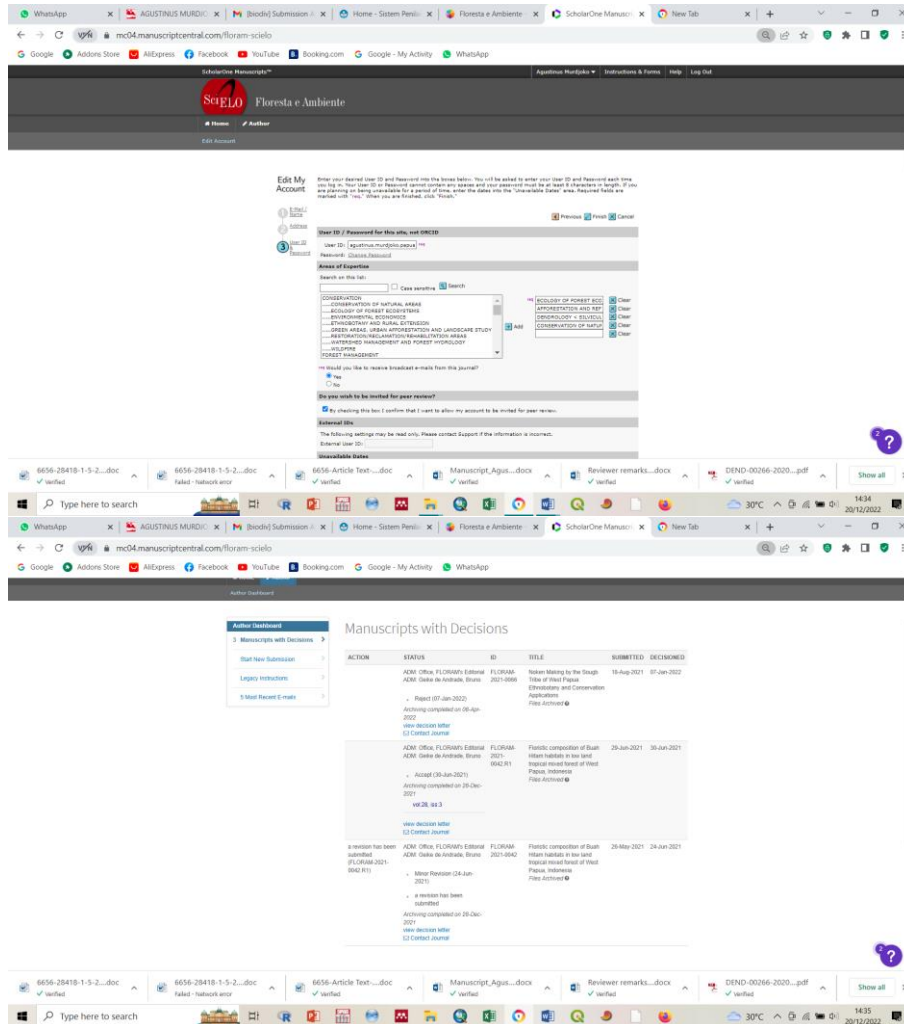 WhatsApp
AGUSTINUS MURDJO
[biodiv] Submission A
Home - Sistem Penila
Floresta e Ambiente
ScholarOne Manuscri
New Tab
mc04.manuscriptcentral.com/floram-scielo
Google Addons Store AliExpress Facebook YouTube Booking.com Google - My Activity WhatsApp
ScholarOne Manuscripts™ Agustinus Murdjoko Instructions & Forms Help Log Out
SciELO Floresta e Ambiente
Home Author
Edit Account
Edit My Account
Enter your desired User ID and Password into the boxes below. You will be asked to enter your User ID and Password each time
you log in. Your User ID or Password cannot contain any spaces and your password must be at least 8 characters in length. If you
are planning on being unavailable for a period of time, enter the dates into the "Unavailable Dates" area. Required fields are
marked with "req." When you are finished, click "Finish."
E-Mail / Name
Address
3 User ID & Password
Previous Finish Cancel
User ID / Password for this site, not ORCID
User ID: agustinus.murdjoko.papua
Password: Change Password
Areas of Expertise
Search on this list:
Case sensitive Search
CONSERVATION
.....CONSERVATION OF NATURAL AREAS
.....ECOLOGY OF FOREST ECOSYSTEMS
.....ENVIRONMENTAL ECONOMICS
.....ETHNOBOTANY AND RURAL EXTENSION
.....GREEN AREAS, URBAN AFFORESTATION AND LANDSCAPE STUDY
.....RESTORATION/RECLAMATION/REHABILITATION AREAS
.....WATERSHED MANAGEMENT AND FOREST HYDROLOGY
.....WILDFIRE
FOREST MANAGEMENT
Add
ECOLOGY OF FOREST ECO Clear
AFFORESTATION AND REF Clear
DENDROLOGY < SILVICUL Clear
CONSERVATION OF NATUR Clear
Clear
Would you like to receive broadcast e-mails from this journal?
Yes
No
Do you wish to be invited for peer review?
By checking this box I confirm that I want to allow my account to be invited for peer review.
External IDs
The following settings may be read only. Please contact Support if the information is incorrect.
External User ID:
Unavailable Dates
6656-28418-1-5-2....doc 6656-28418-1-5-2....doc 6656-Article Text-....doc Manuscript_Agus....docx Reviewer remarks....docx DEND-00266-2020....pdf Show all
Verified Failed - Network error Verified Verified Verified Verified
Type here to search 30°C 14:34
20/12/2022
WhatsApp
AGUSTINUS MURDJO
[biodiv] Submission A
Home - Sistem Penila
Floresta e Ambiente
ScholarOne Manuscri
New Tab
mc04.manuscriptcentral.com/floram-scielo
Google Addons Store AliExpress Facebook YouTube Booking.com Google - My Activity WhatsApp
Author Dashboard
Author Dashboard
3 Manuscripts with Decisions
Start New Submission
Legacy Instructions
5 Most Recent E-mails
Manuscripts with Decisions
ACTION STATUS ID TITLE SUBMITTED DECISIONED
ADM: Office, FLORAM's Editorial
ADM: Geike de Andrade, Bruno
Reject (07-Jan-2022)
Archiving completed on 08-Apr-
2022
view decision letter
Contact Journal
Noken Making by the Sough
Tribe of West Papua
Ethnobotany and Conservation
Applications
Files Archived
07-Jan-2022
ADM: Office, FLORAM's Editorial
ADM: Geike de Andrade, Bruno
Accept (30-Jun-2021)
Archiving completed on 28-Dec-
2021
vol 28, iss 3
view decision letter
Contact Journal
FLORAM-
2021-
0042.R1
Floristic composition of Buah
Hitam habitats in low land
tropical mixed forest of West
Papua, Indonesia
Files Archived
30-Jun-2021
a revision has been
submitted
(FLORAM-2021-
0042.R1)
ADM: Office, FLORAM's Editorial
ADM: Geike de Andrade, Bruno
Minor Revision (24-Jun-
2021)
a revision has been
submitted
Archiving completed on 28-Dec-
2021
view decision letter
Contact Journal
FLORAM-
2021-0042
Floristic composition of Buah
Hitam habitats in low land
tropical mixed forest of West
Papua, Indonesia
Files Archived
26-May-2021
24-Jun-2021
6656-28418-1-5-2....doc 6656-28418-1-5-2....doc 6656-Article Text-....doc Manuscript_Agus....docx Reviewer remarks....docx DEND-00266-2020....pdf Show all
Verified Failed - Network error Verified Verified Verified Verified
Type here to search 30°C 14:35
20/12/2022